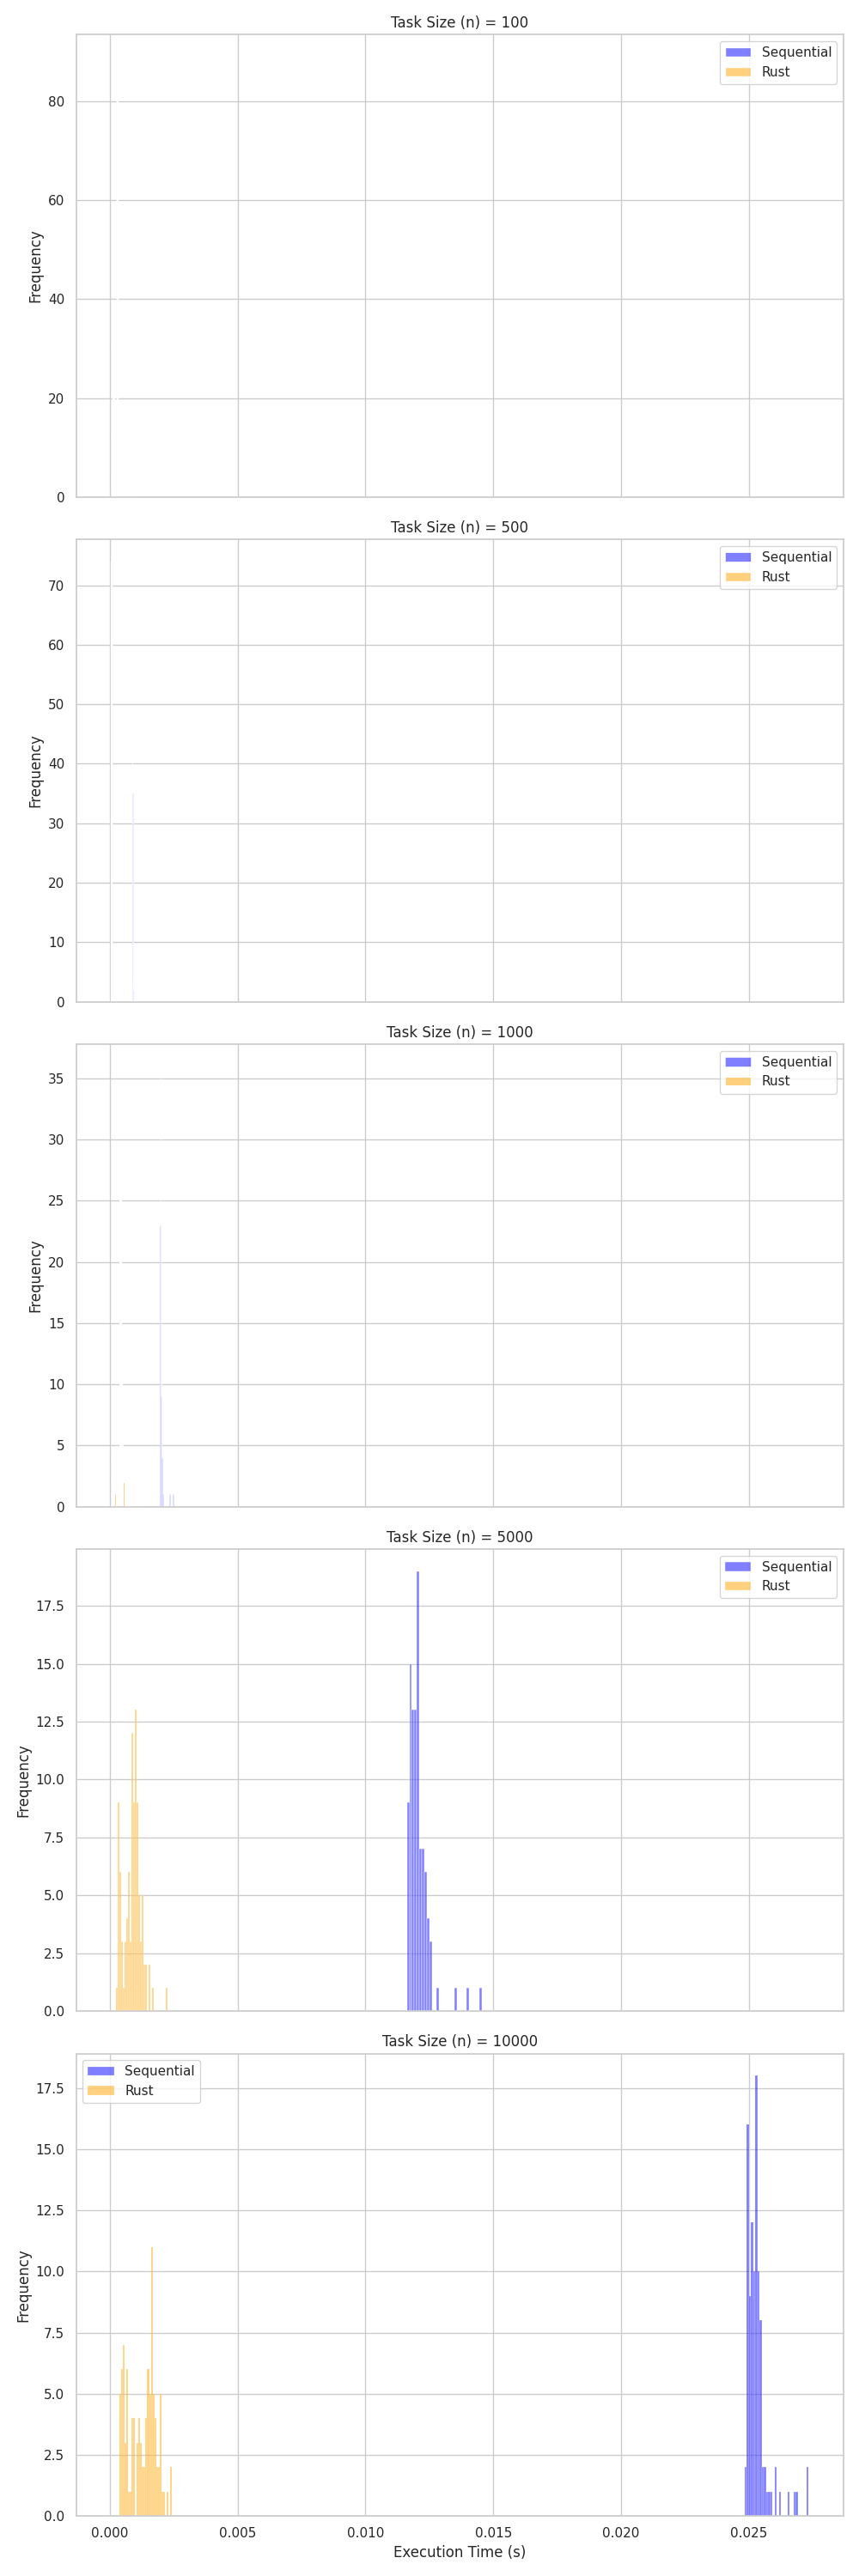 Task Size (n) = 100
Sequential
Rust
80
60
40
20
0
Frequency
Task Size (n) = 500
Sequential
Rust
70
60
50
40
30
20
10
0
Frequency
Task Size (n) = 1000
Sequential
Rust
35
30
25
20
15
10
5
0
Frequency
Task Size (n) = 5000
Sequential
Rust
17.5
15.0
12.5
10.0
7.5
5.0
2.5
0.0
Frequency
Task Size (n) = 10000
Sequential
Rust
17.5
15.0
12.5
10.0
7.5
5.0
2.5
0.0
Frequency
0.000 0.005 0.010 0.015 0.020 0.025
Execution Time (s)